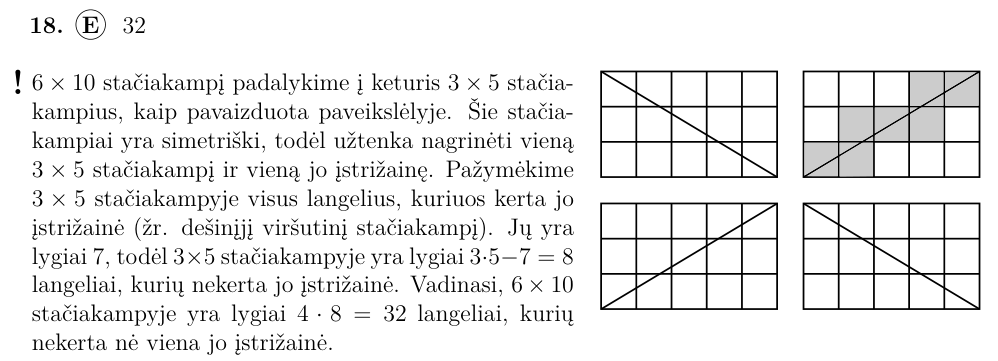 18. (E) 32
! 6 × 10 stačiakampį padalykime į keturis 3 × 5 stačia-
kampius, kaip pavaizduota paveikslėlyje. Šie stačia-
kampiai yra simetriški, todėl užtenka nagrinėti vieną
3 × 5 stačiakampį ir vieną jo įstrižainę. Pažymėkime
3 × 5 stačiakampyje visus langelius, kuriuos kerta jo
įstrižainė (žr. dešinįjį viršutinį stačiakampį). Jų yra
lygiai 7, todėl 3×5 stačiakampyje yra lygiai 3·5−7 = 8
langeliai, kurių nekerta jo įstrižainė. Vadinasi, 6 × 10
stačiakampyje yra lygiai 4 · 8 = 32 langeliai, kurių
nekerta nė viena jo įstrižainė.